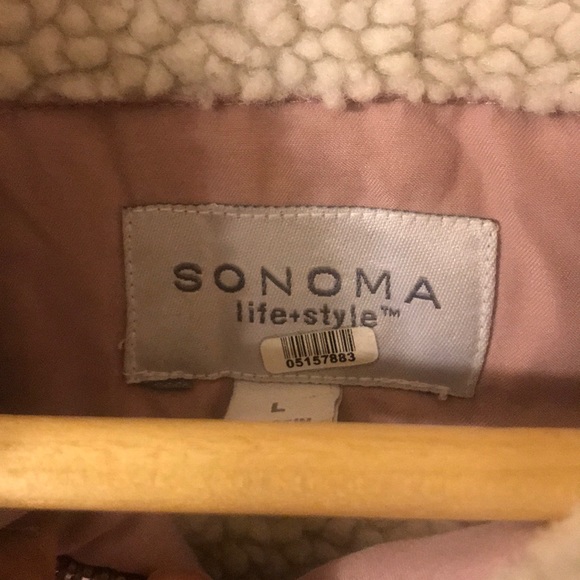 SONOMA
life+style™
05157883
L